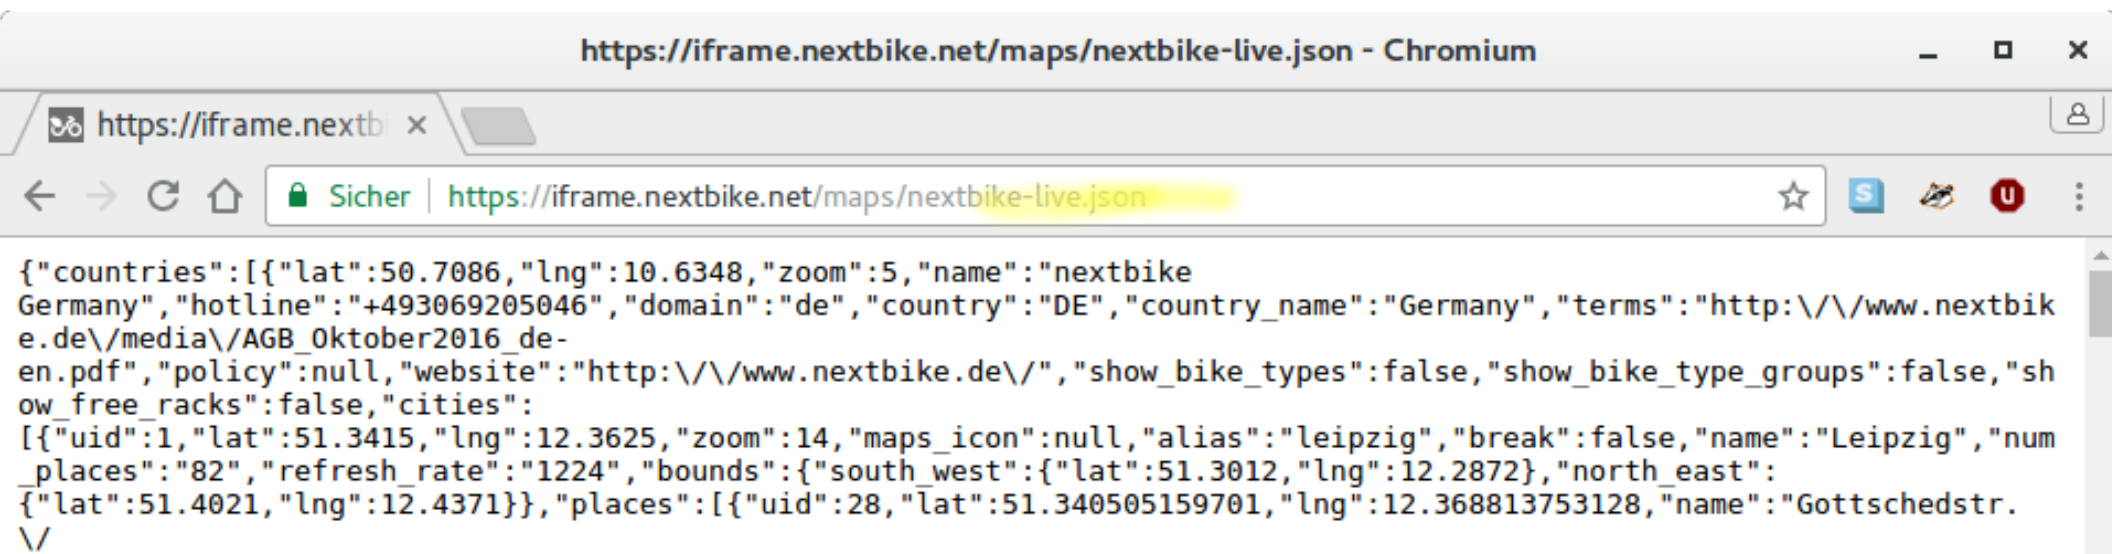 https://iframe.nextbike.net/maps/nextbike-live.json - Chromium
https://iframe.nextb
Sicher https://iframe.nextbike.net/maps/nextbike-live.json
{"countries":[{"lat":50.7086,"lng":10.6348,"zoom":5,"name":"nextbike
Germany","hotline":"+493069205046","domain":"de","country":"DE","country_name":"Germany","terms":"http:\/\/www.nextbik
e.de\/media\/AGB_Oktober2016_de-
en.pdf","policy":null,"website":"http:\/\/www.nextbike.de\/","show_bike_types":false,"show_bike_type_groups":false,"sh
ow_free_racks":false,"cities":
[{"uid":1,"lat":51.3415,"lng":12.3625,"zoom":14,"maps_icon":null,"alias":"leipzig","break":false,"name":"Leipzig","num
_places":"82","refresh_rate":"1224","bounds":{"south_west":{"lat":51.3012,"lng":12.2872},"north_east":
{"lat":51.4021,"lng":12.4371}},"places":[{"uid":28,"lat":51.340505159701,"lng":12.368813753128,"name":"Gottschedstr.
\/